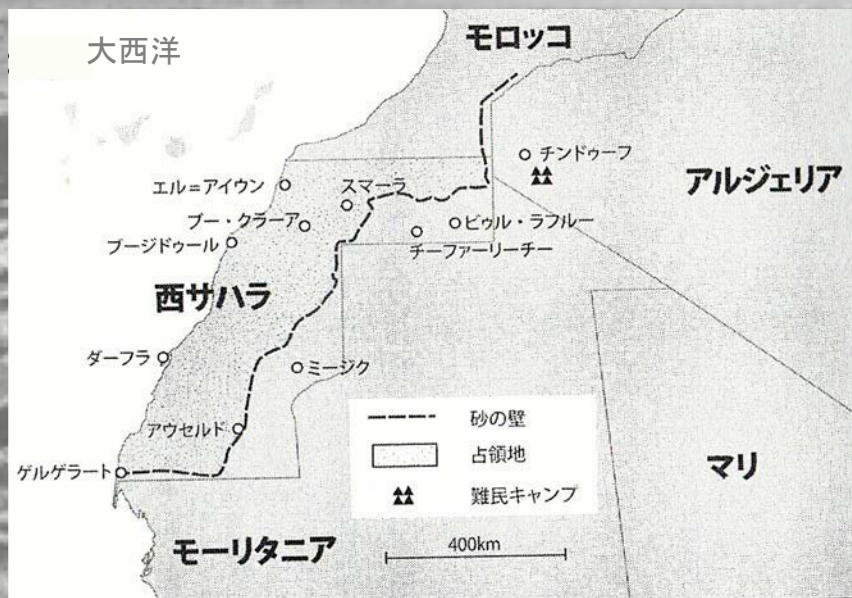 大西洋
モロッコ
チンドゥーフ
アルジェリア
エル＝アイウン
スマーラ
ブー・クラーア
ビゥル・ラフルー
ブージドゥール
チーファーリーチー
西サハラ
ダーフラ
ミージク
アウセルド
砂の壁
占領地
マリ
ゲルゲラート
難民キャンプ
モーリタニア
400km